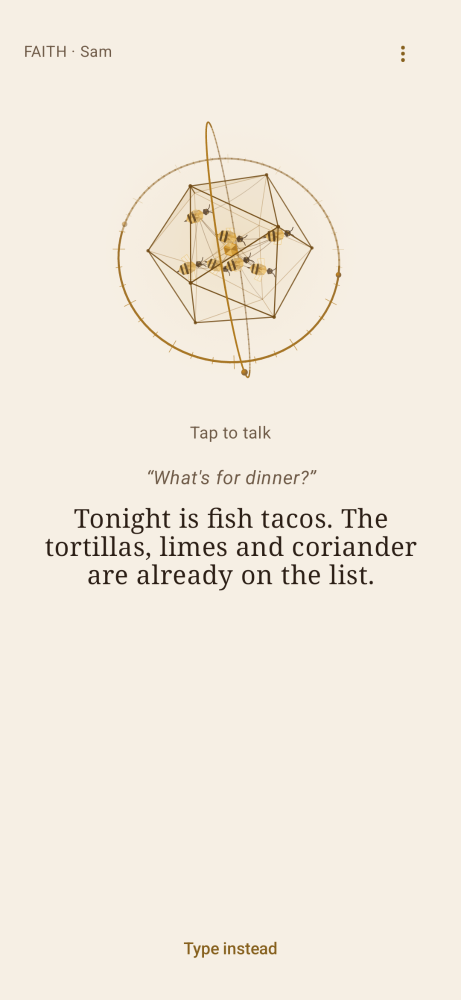 FAITH · Sam
Tap to talk
“What's for dinner?”
Tonight is fish tacos. The
tortillas, limes and coriander
are already on the list.
Type instead